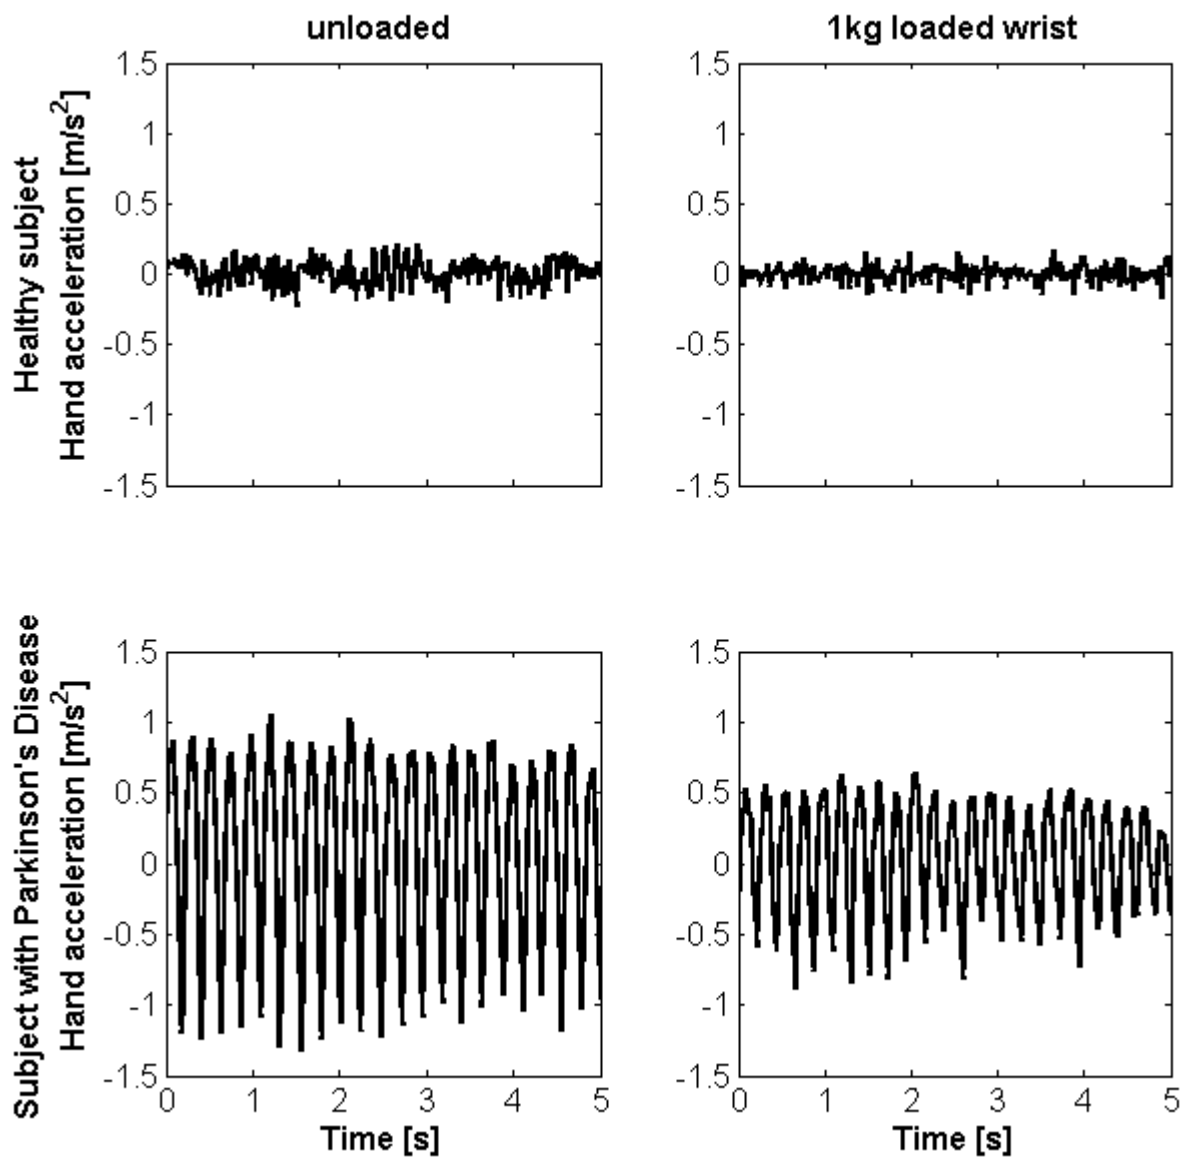 unloaded
1kg loaded wrist
Healthy subject
Hand acceleration [m/s²]
1.5
1
0.5
0
-0.5
-1
-1.5
1.5
1
0.5
0
-0.5
-1
-1.5
Subject with Parkinson's Disease
Hand acceleration [m/s²]
1.5
1
0.5
0
-0.5
-1
-1.5
0 1 2 3 4 5
Time [s]
1.5
1
0.5
0
-0.5
-1
-1.5
0 1 2 3 4 5
Time [s]